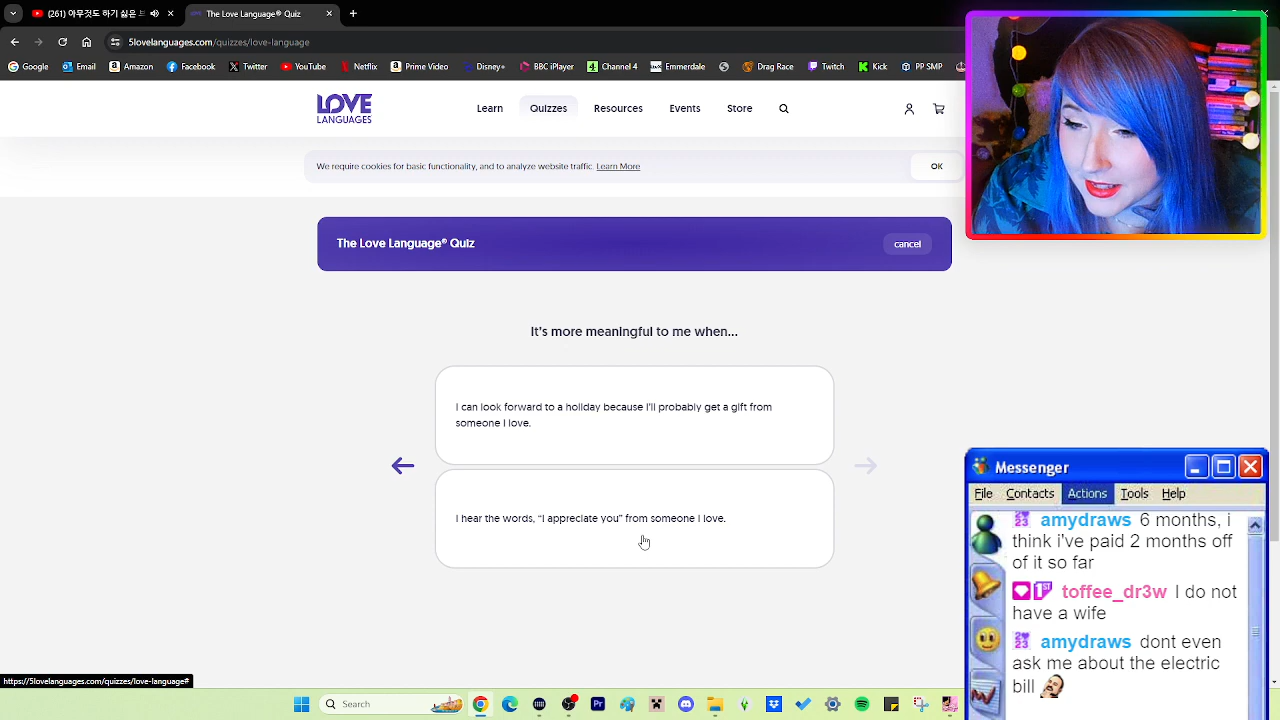 (261) 아무것도 하기 싫은
The Love Language® Quiz
5lovelanguages.com/quizzes/love-language
Google
Email
Amazon
Facebook
Twitter
YouTube
Netflix
Prime Video
Disney+
Channel 4
Emmerdale
Drag Race
Twitch
Kick
PP SMP
LOVE
LANGUAGES
Learn
Quizzes
Resources
Events
Store
We require cookies for basic functionality, and to analyze website traffic. Learn More
OK
The Love Language® Quiz
cancel
It's more meaningful to me when...
I can look forward to a holiday because I'll probably get a gift from
someone I love.
I hear the words, “I appreciate you” from someone I love.
https://5lovelanguages.com/quizzes/love-language#
Search
Messenger
File Contacts Actions Tools Help
amydraws 6 months, i
think i've paid 2 months off
of it so far
toffee_dr3w I do not
have a wife
amydraws dont even
ask me about the electric
bill